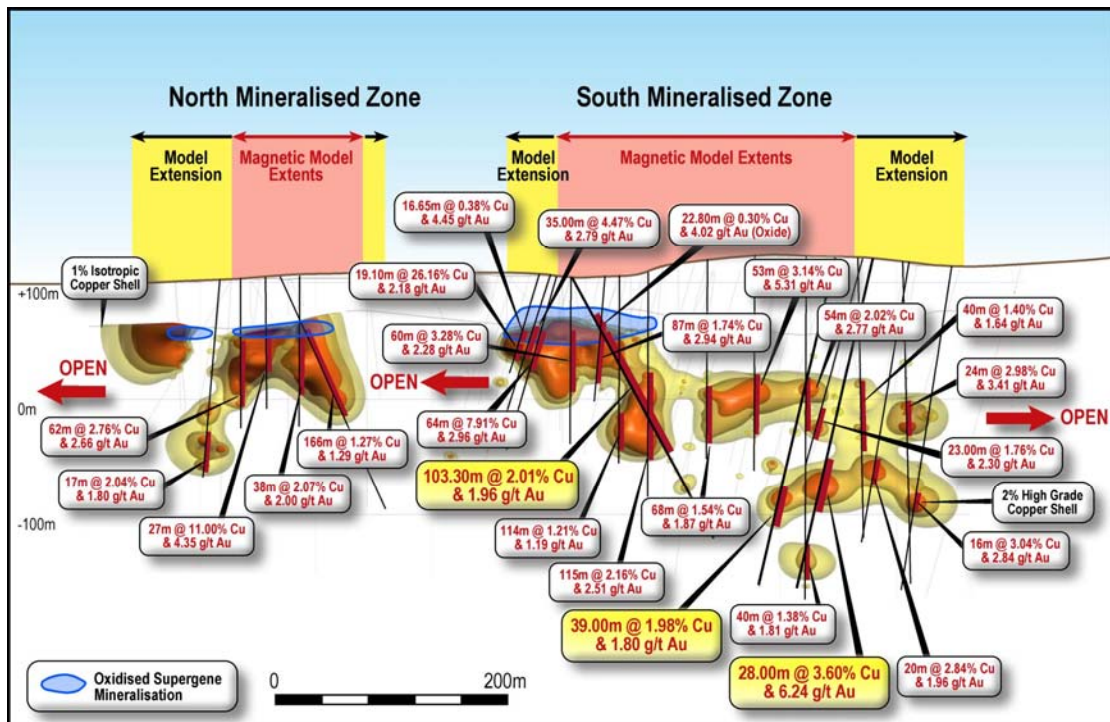 North Mineralised Zone
South Mineralised Zone
Model
Extension
Magnetic Model
Extents
Model
Extension
Magnetic Model Extents
Model
Extension
16.65m @ 0.38% Cu
& 4.45 g/t Au
35.00m @ 4.47% Cu
& 2.79 g/t Au
22.80m @ 0.30% Cu
& 4.02 g/t Au (Oxide)
1% Isotropic
Copper Shell
19.10m @ 26.16% Cu
& 2.18 g/t Au
53m @ 3.14% Cu
& 5.31 g/t Au
+100m
60m @ 3.28% Cu
& 2.28 g/t Au
87m @ 1.74% Cu
& 2.94 g/t Au
54m @ 2.02% Cu
& 2.77 g/t Au
40m @ 1.40% Cu
& 1.64 g/t Au
OPEN
OPEN
24m @ 2.98% Cu
& 3.41 g/t Au
OPEN
0m
62m @ 2.76% Cu
& 2.66 g/t Au
166m @ 1.27% Cu
& 1.29 g/t Au
64m @ 7.91% Cu
& 2.96 g/t Au
23.00m @ 1.76% Cu
& 2.30 g/t Au
17m @ 2.04% Cu
& 1.80 g/t Au
38m @ 2.07% Cu
& 2.00 g/t Au
103.30m @ 2.01% Cu
& 1.96 g/t Au
2% High Grade
Copper Shell
-100m
27m @ 11.00% Cu
& 4.35 g/t Au
114m @ 1.21% Cu
& 1.19 g/t Au
68m @ 1.54% Cu
& 1.87 g/t Au
16m @ 3.04% Cu
& 2.84 g/t Au
115m @ 2.16% Cu
& 2.51 g/t Au
39.00m @ 1.98% Cu
& 1.80 g/t Au
40m @ 1.38% Cu
& 1.81 g/t Au
28.00m @ 3.60% Cu
& 6.24 g/t Au
20m @ 2.84% Cu
& 1.96 g/t Au
Oxidised Supergene
Mineralisation
0
200m